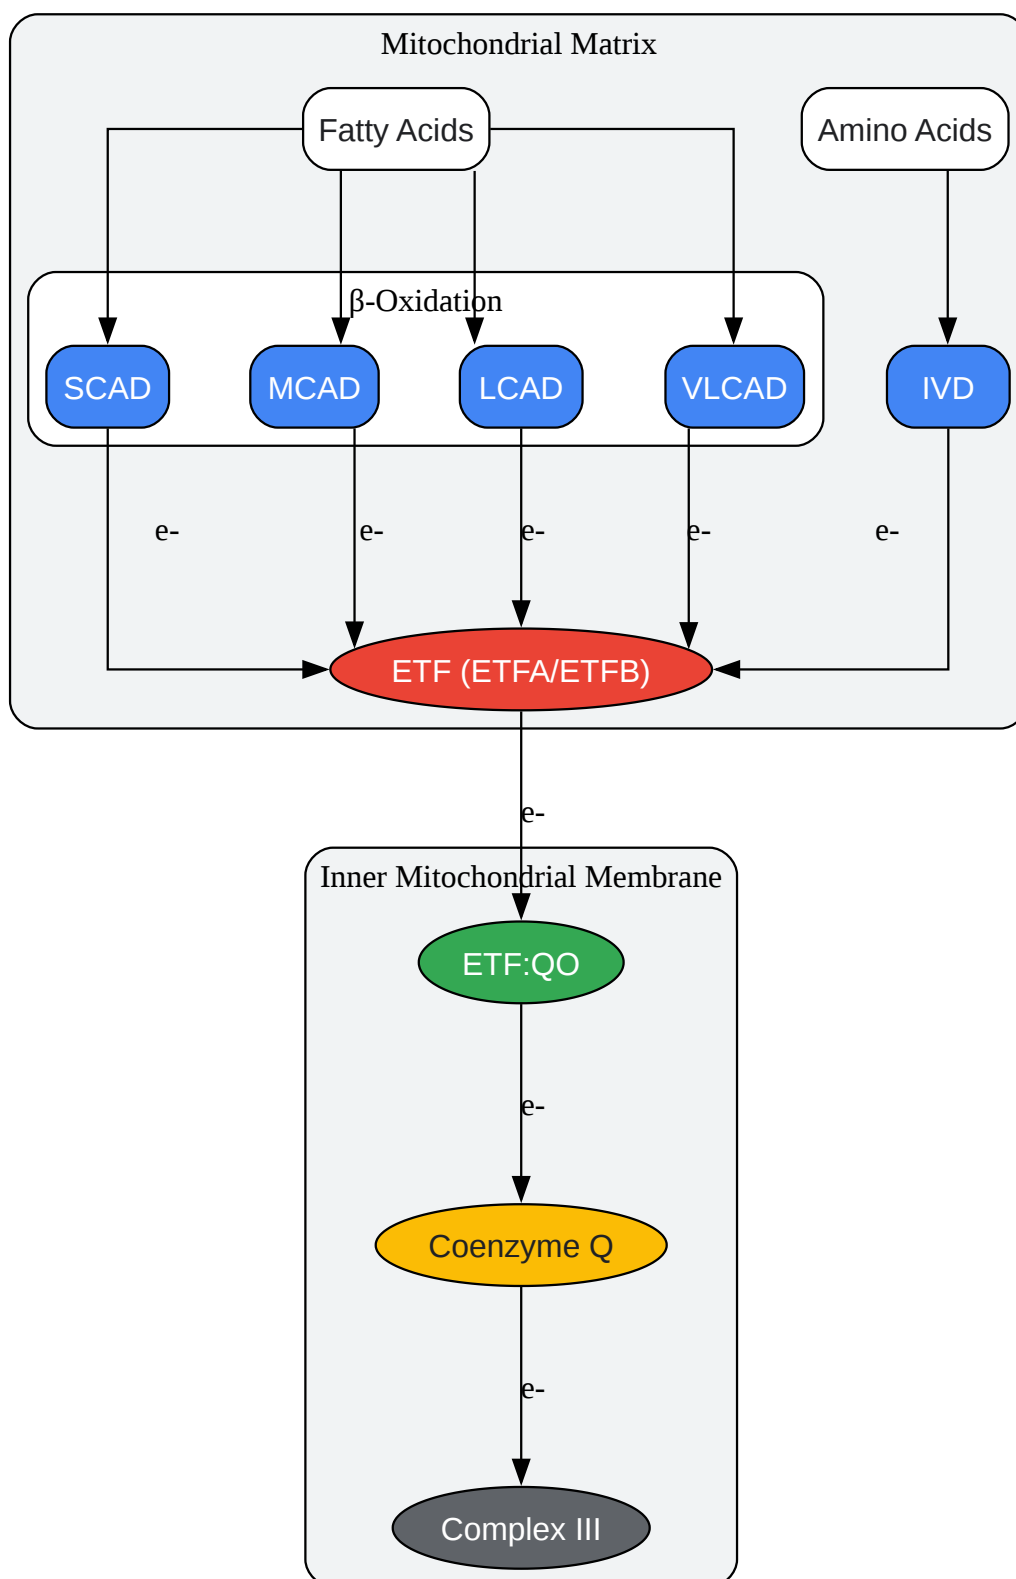 Mitochondrial Matrix
Fatty Acids
Amino Acids
β-Oxidation
SCAD
MCAD
LCAD
VLCAD
IVD
e-
e-
e-
e-
e-
ETF (ETFA/ETFB)
e-
Inner Mitochondrial Membrane
ETF:QO
e-
Coenzyme Q
e-
Complex III